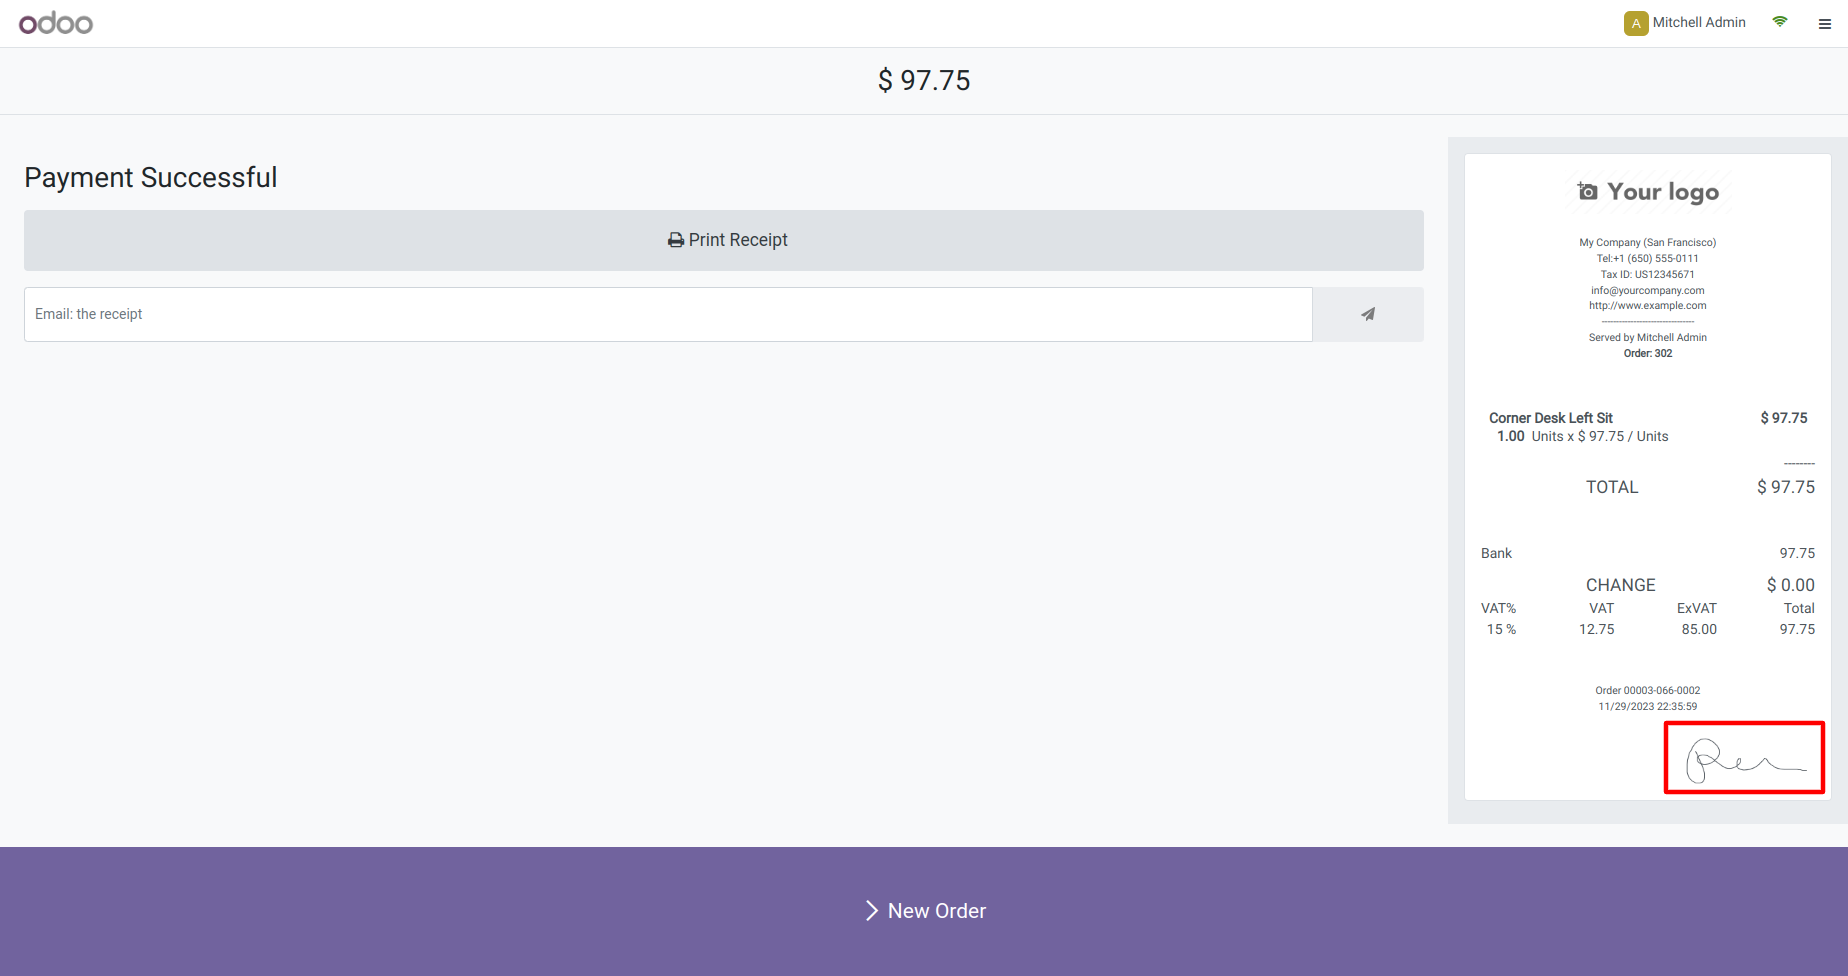 odoo
A Mitchell Admin
$ 97.75
Payment Successful
Print Receipt
Email: the receipt
Your logo
My Company (San Francisco)
Tel:+1 (650) 555-0111
Tax ID: US12345671
info@yourcompany.com
http://www.example.com
--------------------------------
Served by Mitchell Admin
Order: 302
Corner Desk Left Sit $ 97.75
1.00 Units x $ 97.75 / Units
--------
TOTAL $ 97.75
Bank 97.75
CHANGE $ 0.00
VAT% VAT ExVAT Total
15 % 12.75 85.00 97.75
Order 00003-066-0002
11/29/2023 22:35:59
New Order